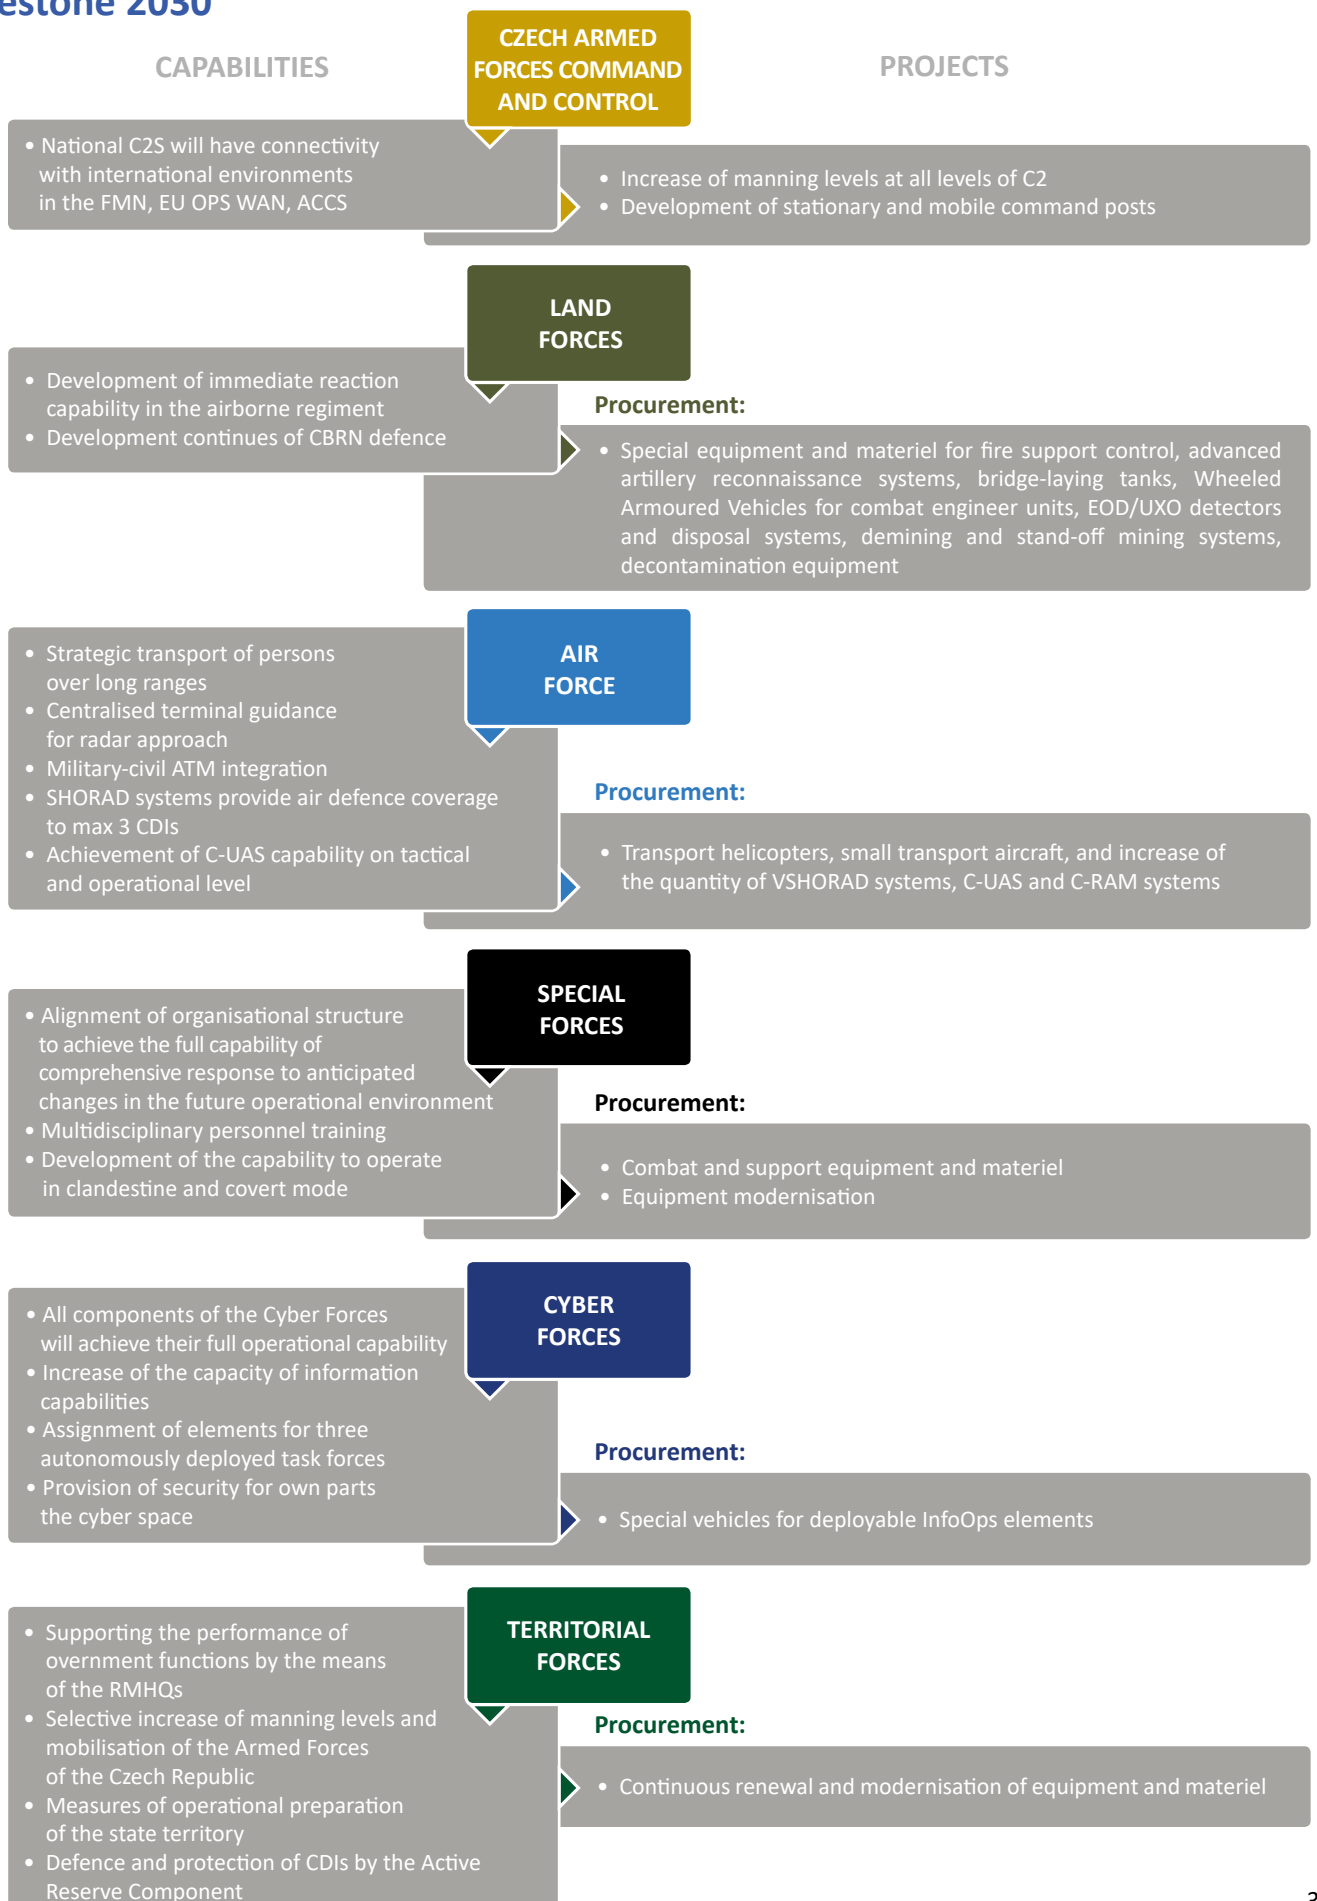 estone 2030
CAPABILITIES
CZECH ARMED
FORCES COMMAND
AND CONTROL
PROJECTS
• National C2S will have connectivity
with international environments
in the FMN, EU OPS WAN, ACCS
• Increase of manning levels at all levels of C2
• Development of stationary and mobile command posts
LAND
FORCES
• Development of immediate reaction
capability in the airborne regiment
• Development continues of CBRN defence
Procurement:
• Special equipment and materiel for fire support control, advanced
artillery reconnaissance systems, bridge-laying tanks, Wheeled
Armoured Vehicles for combat engineer units, EOD/UXO detectors
and disposal systems, demining and stand-off mining systems,
decontamination equipment
AIR
FORCE
• Strategic transport of persons
over long ranges
• Centralised terminal guidance
for radar approach
• Military-civil ATM integration
• SHORAD systems provide air defence coverage
to max 3 CDIs
• Achievement of C-UAS capability on tactical
and operational level
Procurement:
• Transport helicopters, small transport aircraft, and increase of
the quantity of VSHORAD systems, C-UAS and C-RAM systems
SPECIAL
FORCES
• Alignment of organisational structure
to achieve the full capability of
comprehensive response to anticipated
changes in the future operational environment
• Multidisciplinary personnel training
• Development of the capability to operate
in clandestine and covert mode
Procurement:
• Combat and support equipment and materiel
• Equipment modernisation
CYBER
FORCES
• All components of the Cyber Forces
will achieve their full operational capability
• Increase of the capacity of information
capabilities
• Assignment of elements for three
autonomously deployed task forces
• Provision of security for own parts
the cyber space
Procurement:
• Special vehicles for deployable InfoOps elements
TERRITORIAL
FORCES
• Supporting the performance of
overnment functions by the means
of the RMHQs
• Selective increase of manning levels and
mobilisation of the Armed Forces
of the Czech Republic
• Measures of operational preparation
of the state territory
• Defence and protection of CDIs by the Active
Reserve Component
Procurement:
• Continuous renewal and modernisation of equipment and materiel